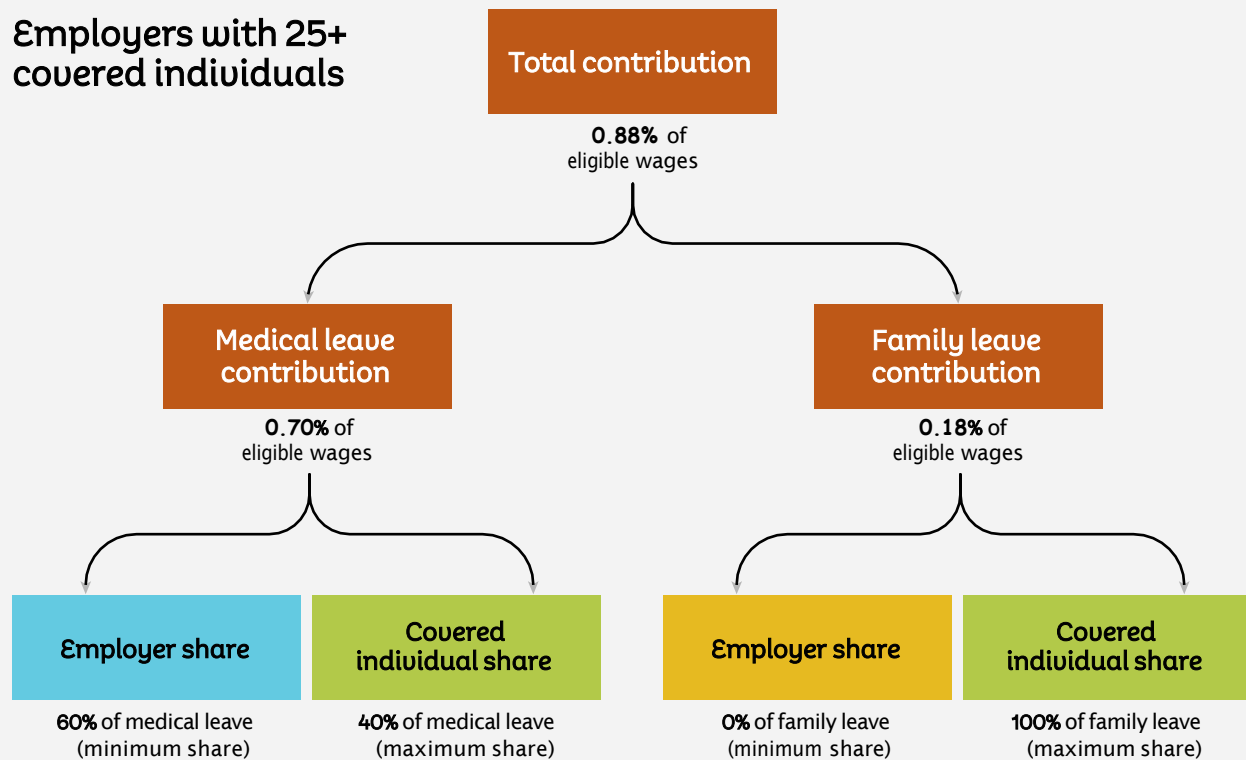 Employers with 25+
covered individuals
Total contribution
0.88% of
eligible wages
Medical leave
contribution
0.70% of
eligible wages
Family leave
contribution
0.18% of
eligible wages
Employer share
60% of medical leave
(minimum share)
Covered
individual share
40% of medical leave
(maximum share)
Employer share
0% of family leave
(minimum share)
Covered
individual share
100% of family leave
(maximum share)